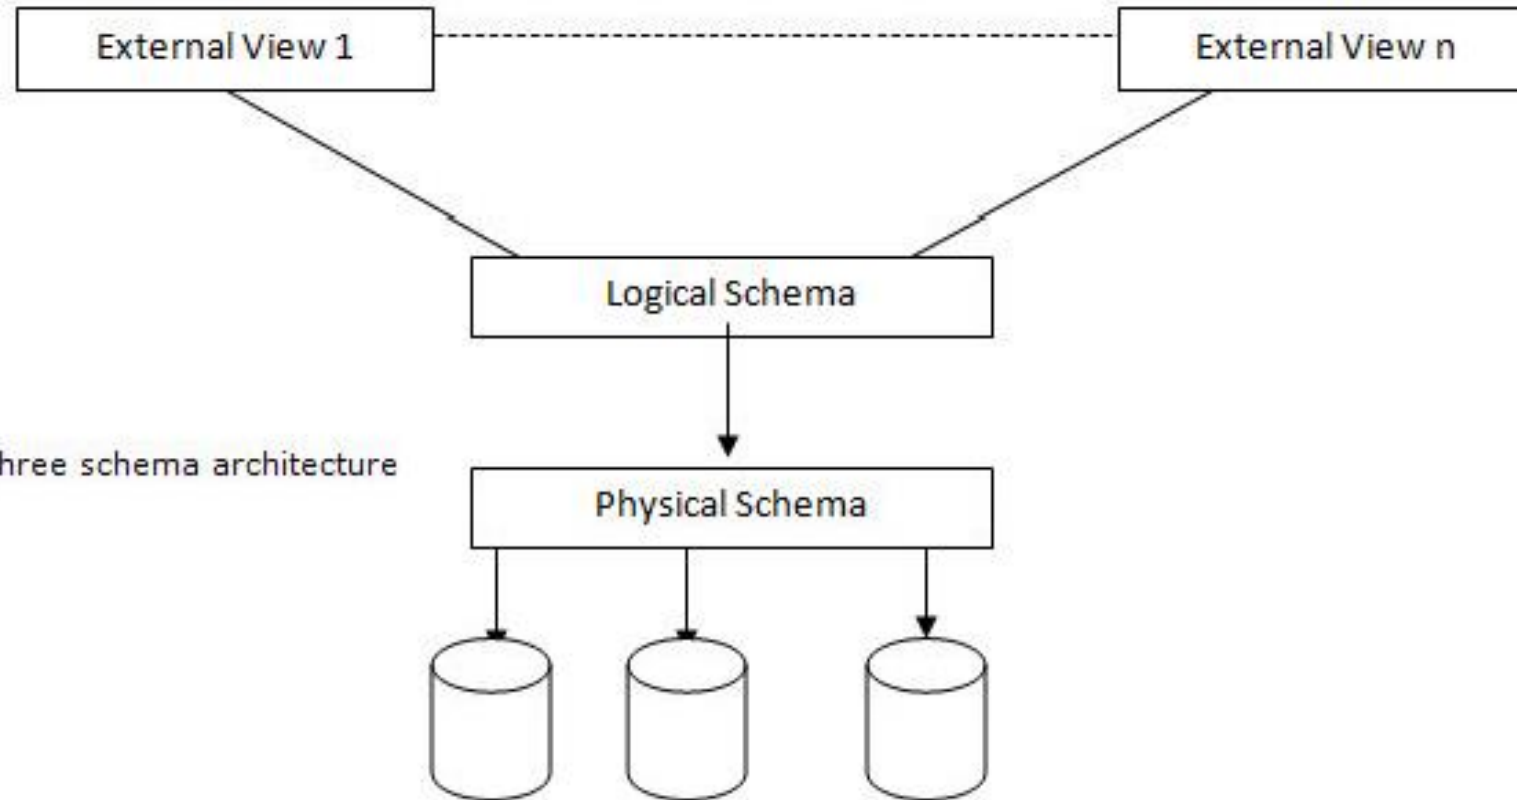 External View 1
External View n
Logical Schema
hree schema architecture
Physical Schema